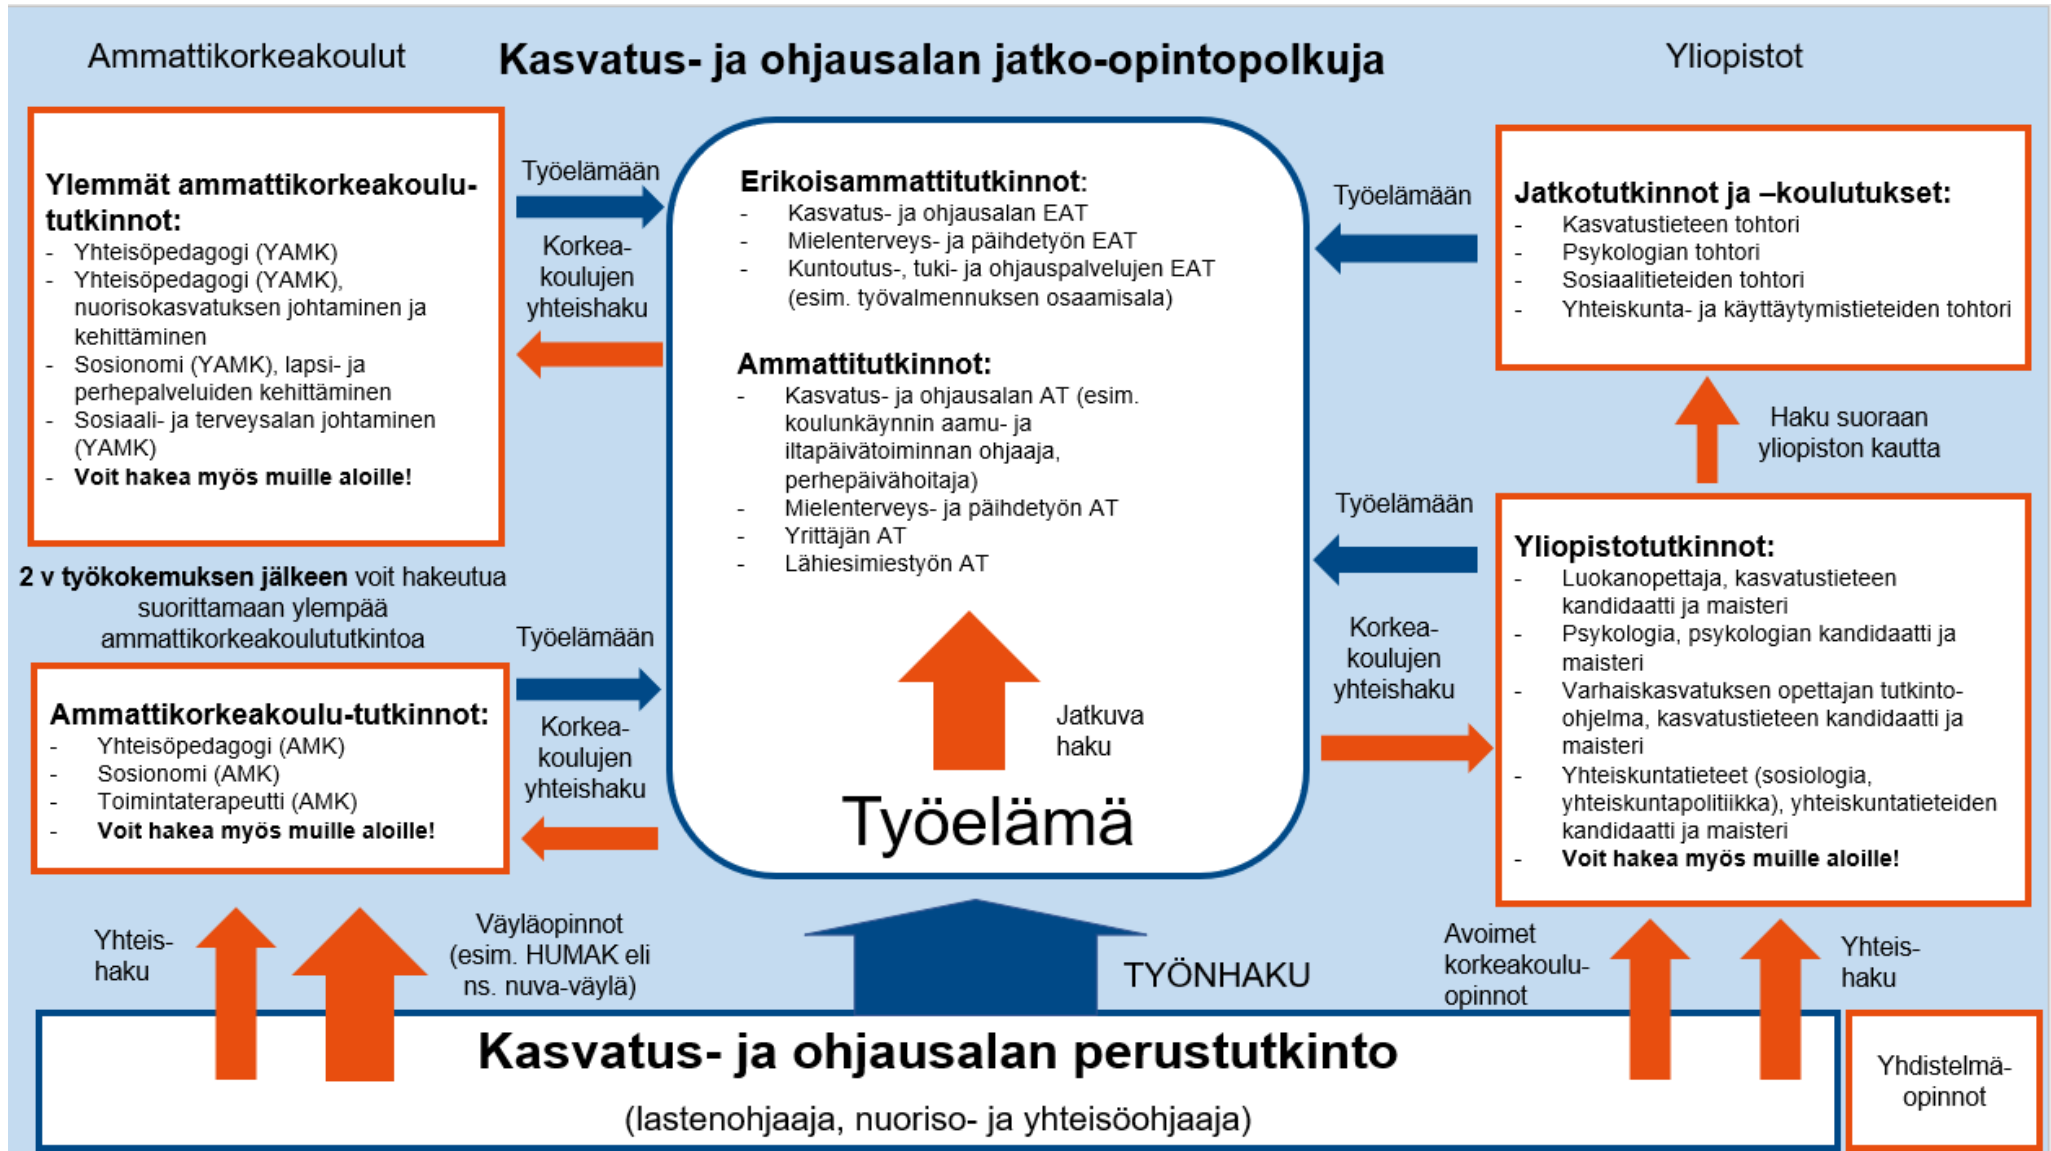 Ammattikorkeakoulut
Kasvatus- ja ohjausalan jatko-opintopolkuja
Yliopistot
Ylemmät ammattikorkeakoulu-
tutkinnot:
- Yhteisöpedagogi (YAMK)
- Yhteisöpedagogi (YAMK),
nuorisokasvatuksen johtaminen ja
kehittäminen
- Sosionomi (YAMK), lapsi- ja
perhepalveluiden kehittäminen
- Sosiaali- ja terveysalan johtaminen
(YAMK)
- Voit hakea myös muille aloille!
2 v työkokemuksen jälkeen voit hakeutua
suorittamaan ylempää
ammattikorkeakoulututkintoa
Ammattikorkeakoulu-tutkinnot:
- Yhteisöpedagogi (AMK)
- Sosionomi (AMK)
- Toimintaterapeutti (AMK)
- Voit hakea myös muille aloille!
Yhteis-
haku
Väyläopinnot
(esim. HUMAK eli
ns. nuva-väylä)
Työelämään
Korkea-
koulujen
yhteishaku
Työelämään
Korkea-
koulujen
yhteishaku
Erikoisammattitutkinnot:
- Kasvatus- ja ohjausalan EAT
- Mielenterveys- ja päihdetyön EAT
- Kuntoutus-, tuki- ja ohjauspalvelujen EAT
(esim. työvalmennuksen osaamisala)
Ammattitutkinnot:
- Kasvatus- ja ohjausalan AT (esim.
koulunkäynnin aamu- ja
iltapäivätoiminnan ohjaaja,
perhepäivähoitaja)
- Mielenterveys- ja päihdetyön AT
- Yrittäjän AT
- Lähiesimiestyön AT
Jatkuva
haku
Työelämä
TYÖNHAKU
Työelämään
Jatkotutkinnot ja –koulutukset:
- Kasvatustieteen tohtori
- Psykologian tohtori
- Sosiaalitieteiden tohtori
- Yhteiskunta- ja käyttäytymistieteiden tohtori
Haku suoraan
yliopiston kautta
Työelämään
Korkea-
koulujen
yhteishaku
Yliopistotutkinnot:
- Luokanopettaja, kasvatustieteen
kandidaatti ja maisteri
- Psykologia, psykologian kandidaatti ja
maisteri
- Varhaiskasvatuksen opettajan tutkinto-
ohjelma, kasvatustieteen kandidaatti ja
maisteri
- Yhteiskuntatieteet (sosiologia,
yhteiskuntapolitiikka), yhteiskuntatieteiden
kandidaatti ja maisteri
- Voit hakea myös muille aloille!
Avoimet
korkeakoulu-
opinnot
Yhteis-
haku
Kasvatus- ja ohjausalan perustutkinto
(lastenohjaaja, nuoriso- ja yhteisöohjaaja)
Yhdistelmä-
opinnot